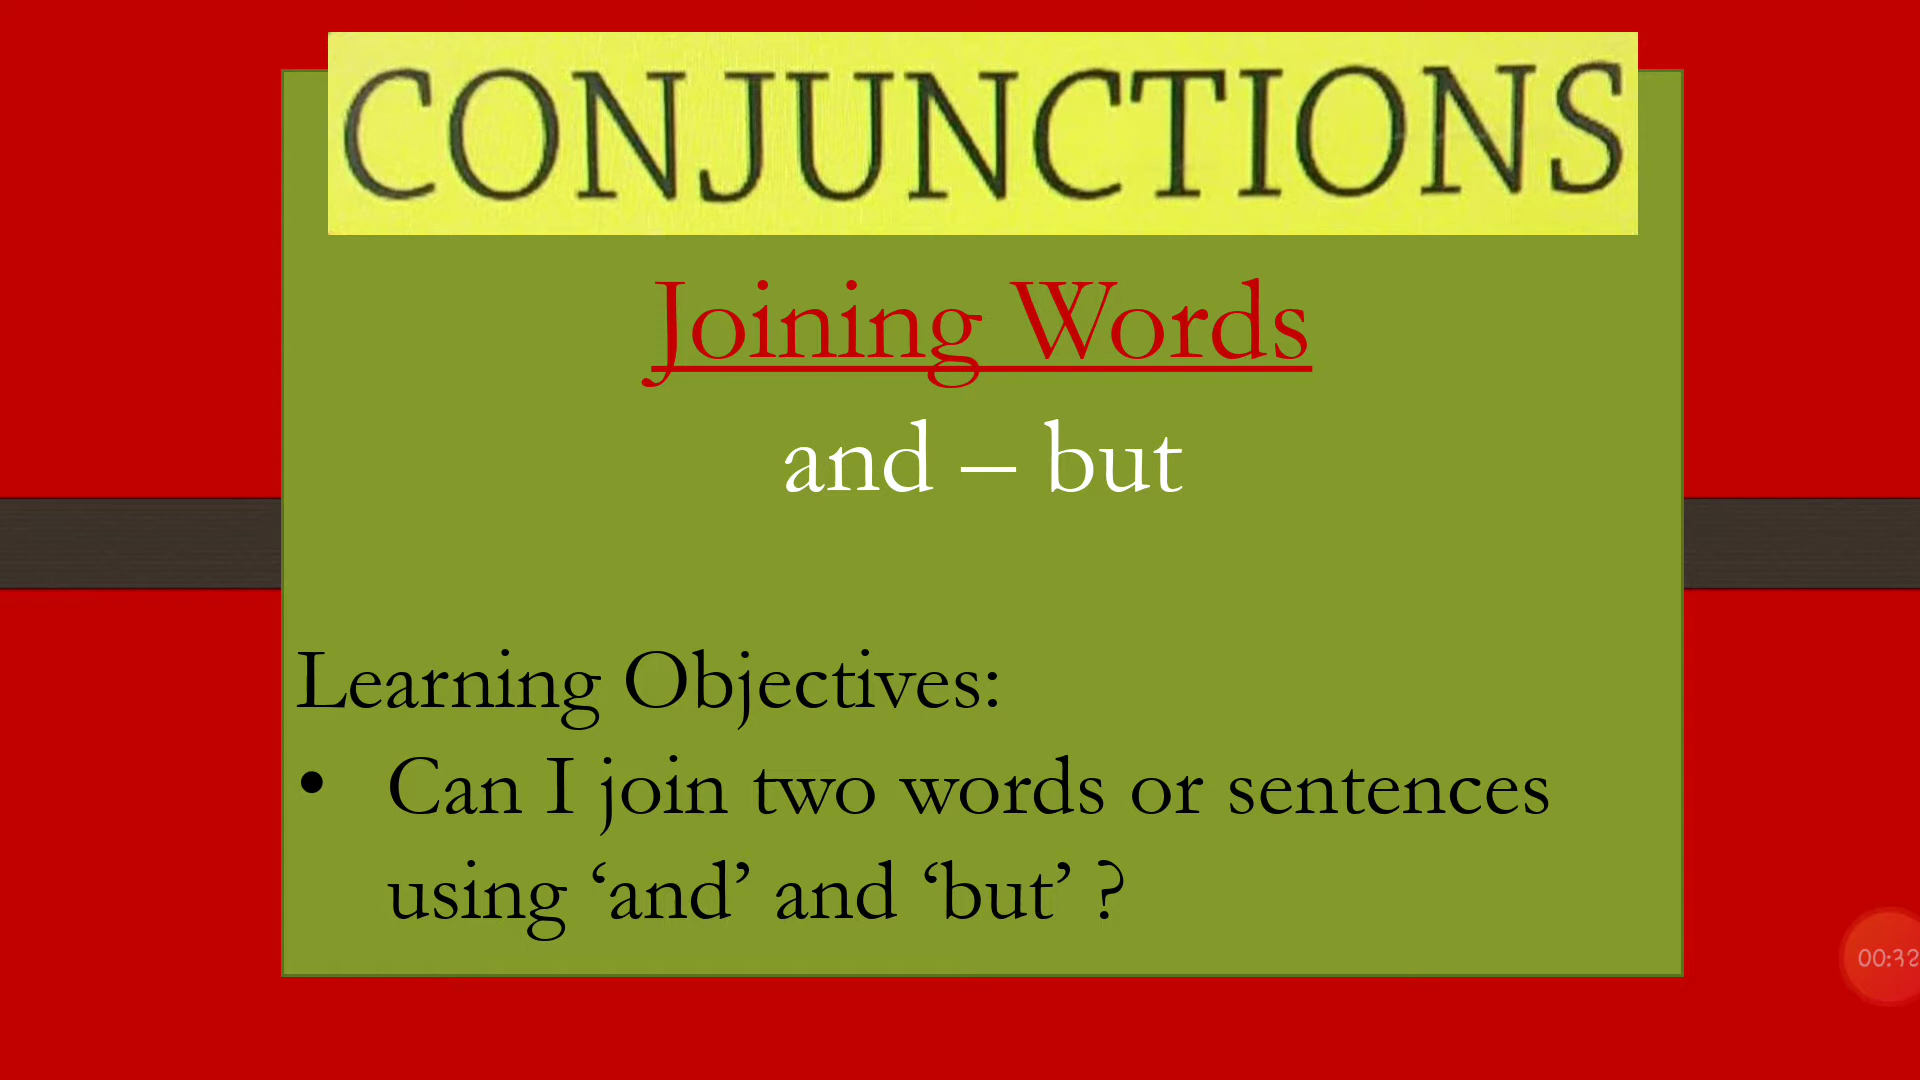 CONJUNCTIONS
Joining Words
and – but
Learning Objectives:
• Can I join two words or sentences
using ‘and’ and ‘but’ ?
00:32